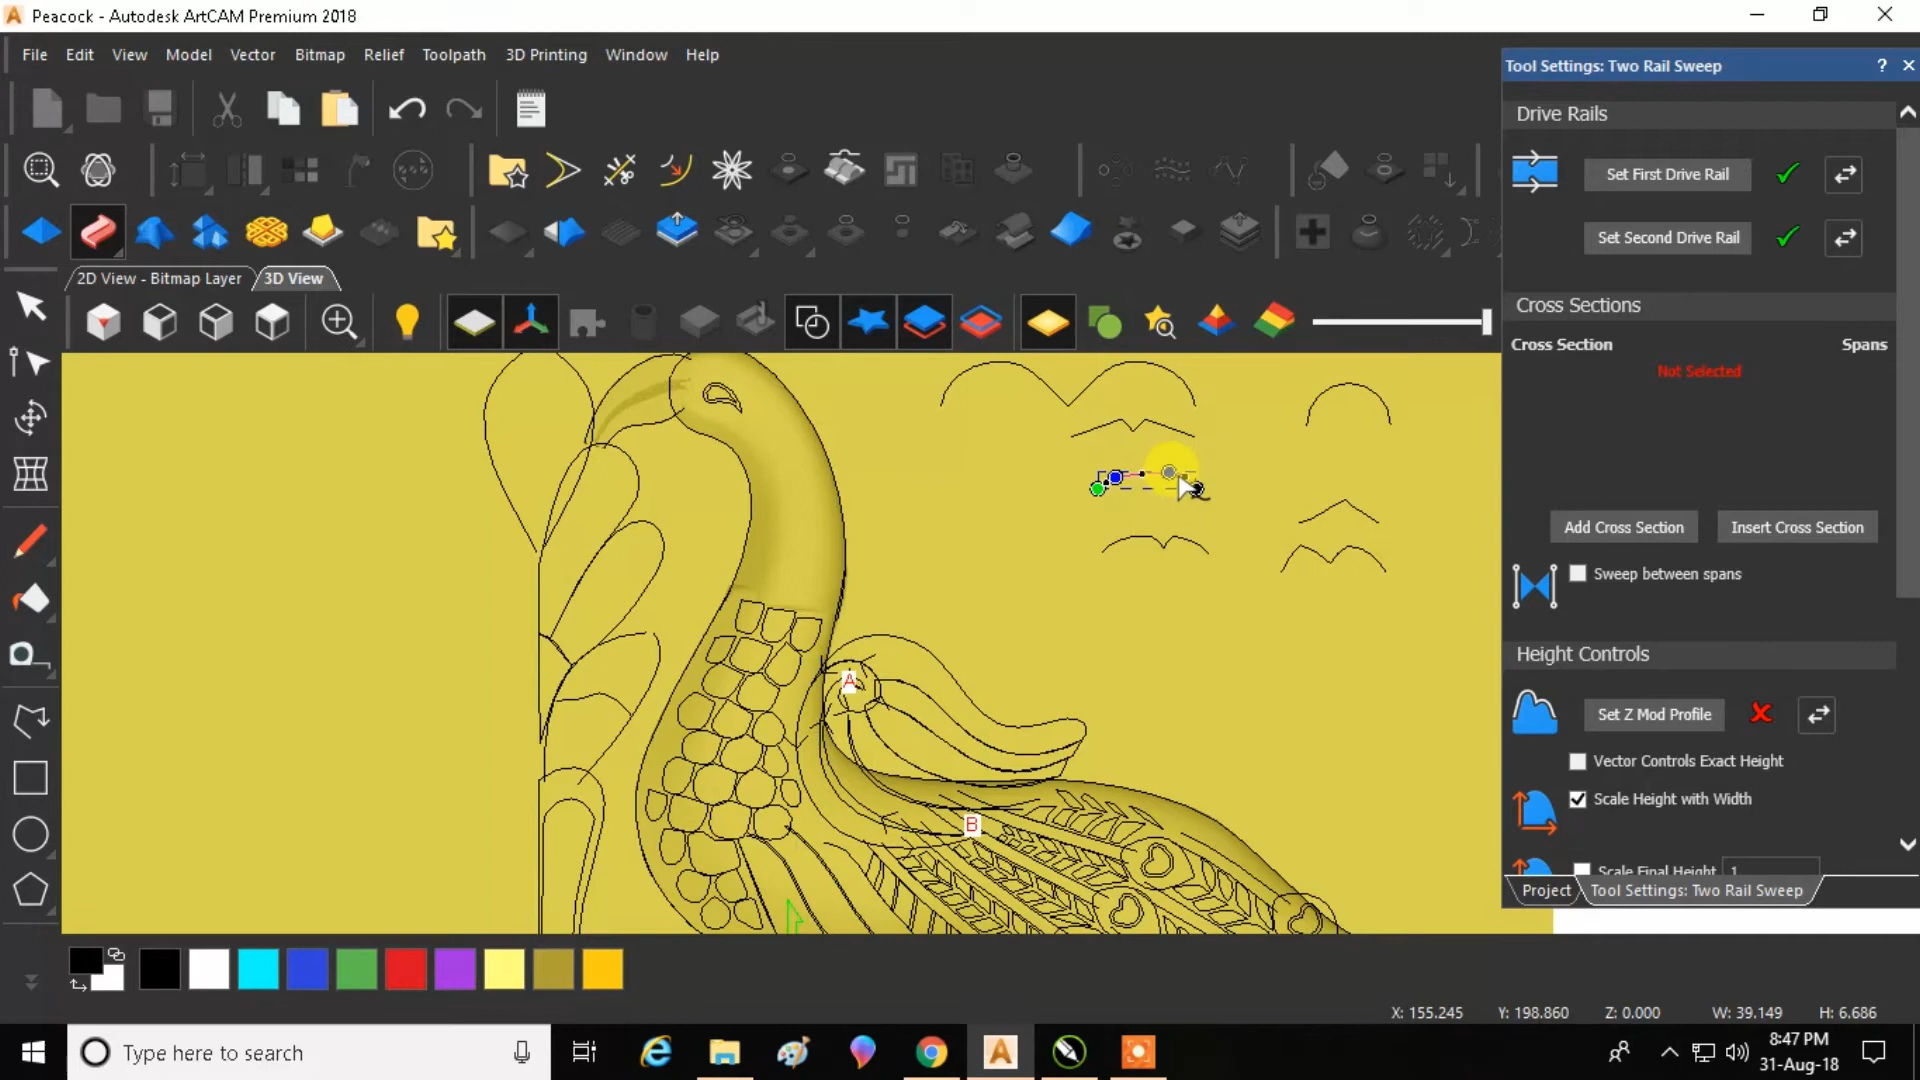 Peacock - Autodesk ArtCAM Premium 2018
File Edit View Model Vector Bitmap Relief Toolpath 3D Printing Window Help
Tool Settings: Two Rail Sweep ?
Drive Rails
Set First Drive Rail
Set Second Drive Rail
2D View - Bitmap Layer 3D View
Cross Sections
Cross Section Spans
Not Selected
Add Cross Section Insert Cross Section
Sweep between spans
Height Controls
A
Set Z Mod Profile
Vector Controls Exact Height
Scale Height with Width
B
Scale Final Height 1
Project Tool Settings: Two Rail Sweep
X: 155.245 Y: 198.860 Z: 0.000 W: 39.149 H: 6.686
Type here to search
8:47 PM
31-Aug-18